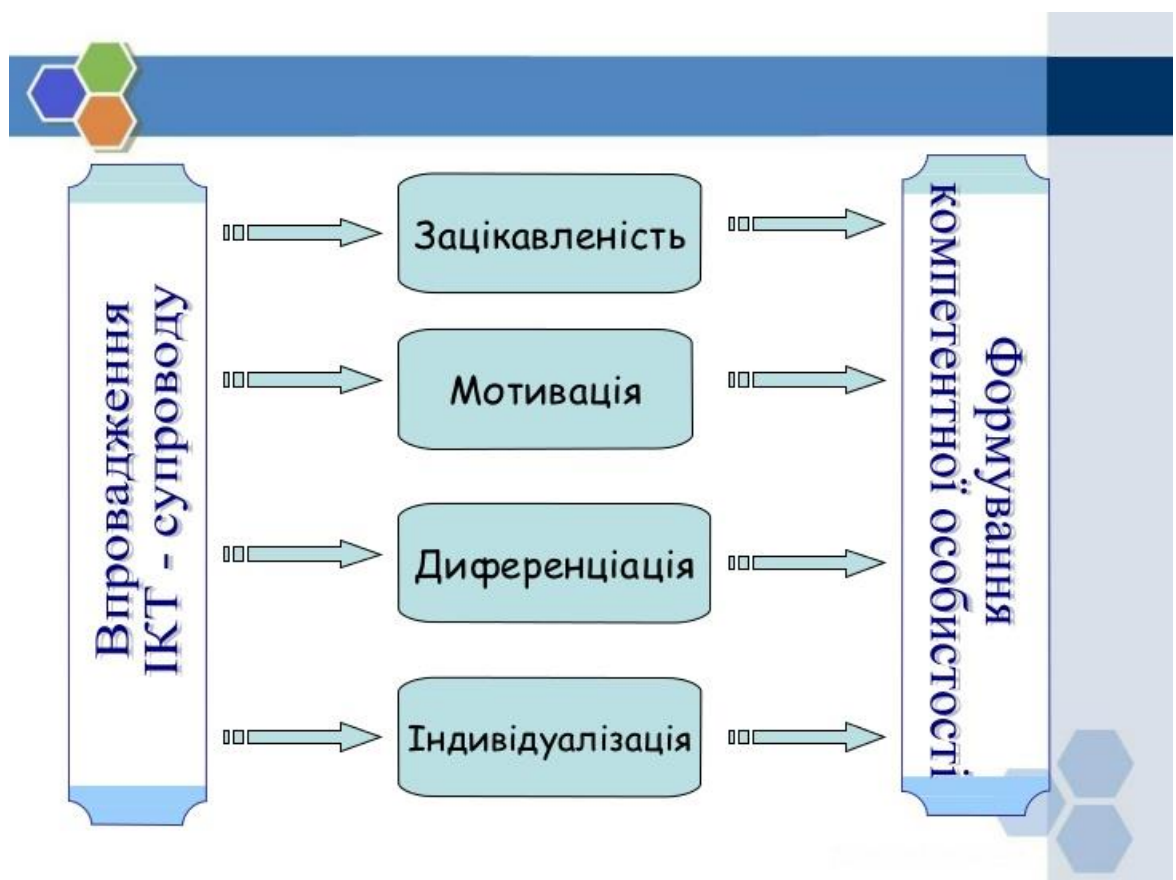 Впровадження
ІКТ - супроводу
Зацікавленість
Мотивація
Диференціація
Індивідуалізація
Формування
компетентної особистості